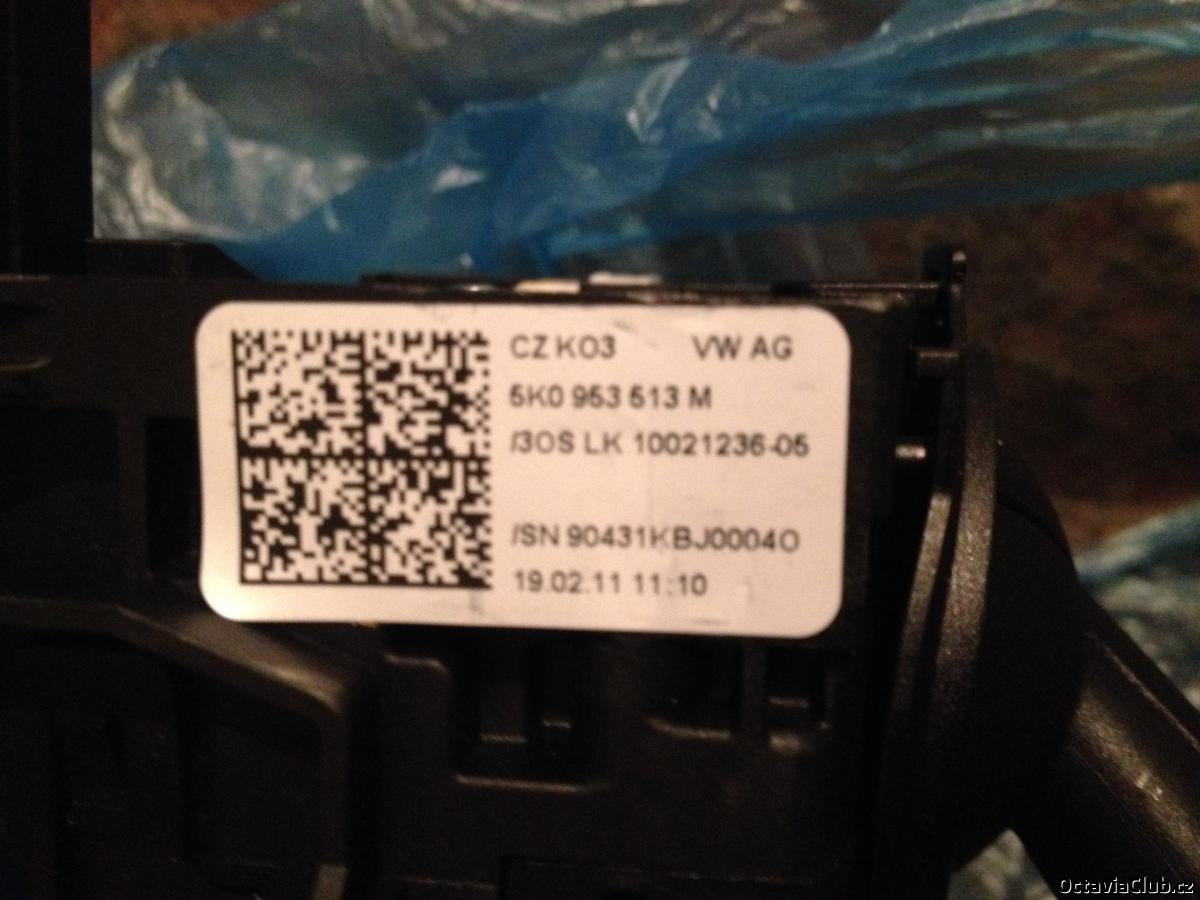 CZ KO3 VW AG
5K0 953 513 M
/3OS LK 10021236-05
/SN 90431KBJ0004O
19.02.11 11:10
OctaviaClub.cz